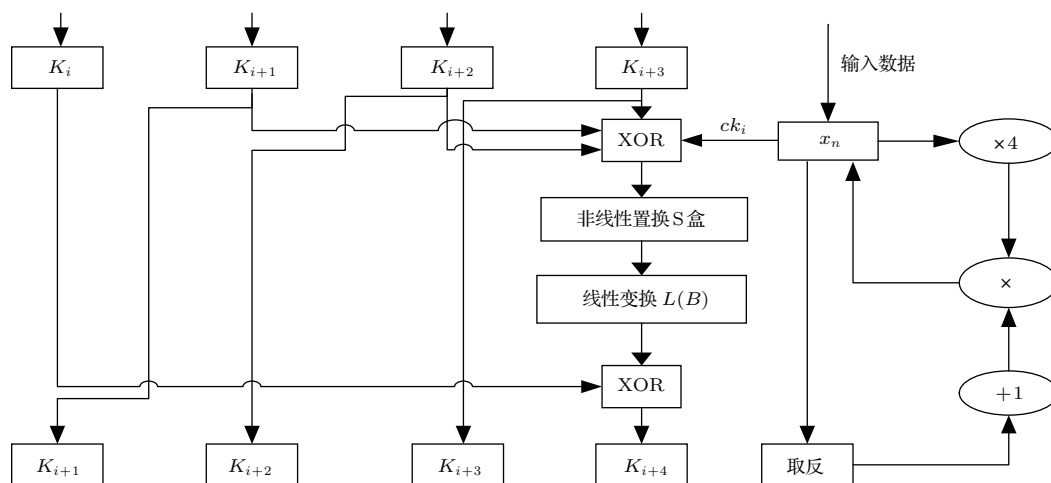 K_i
K_{i+1}
K_{i+2}
K_{i+3}
输入数据
ck_i
XOR
x_n
×4
非线性置换S盒
线性变换 L(B)
×
XOR
+1
K_{i+1}
K_{i+2}
K_{i+3}
K_{i+4}
取反